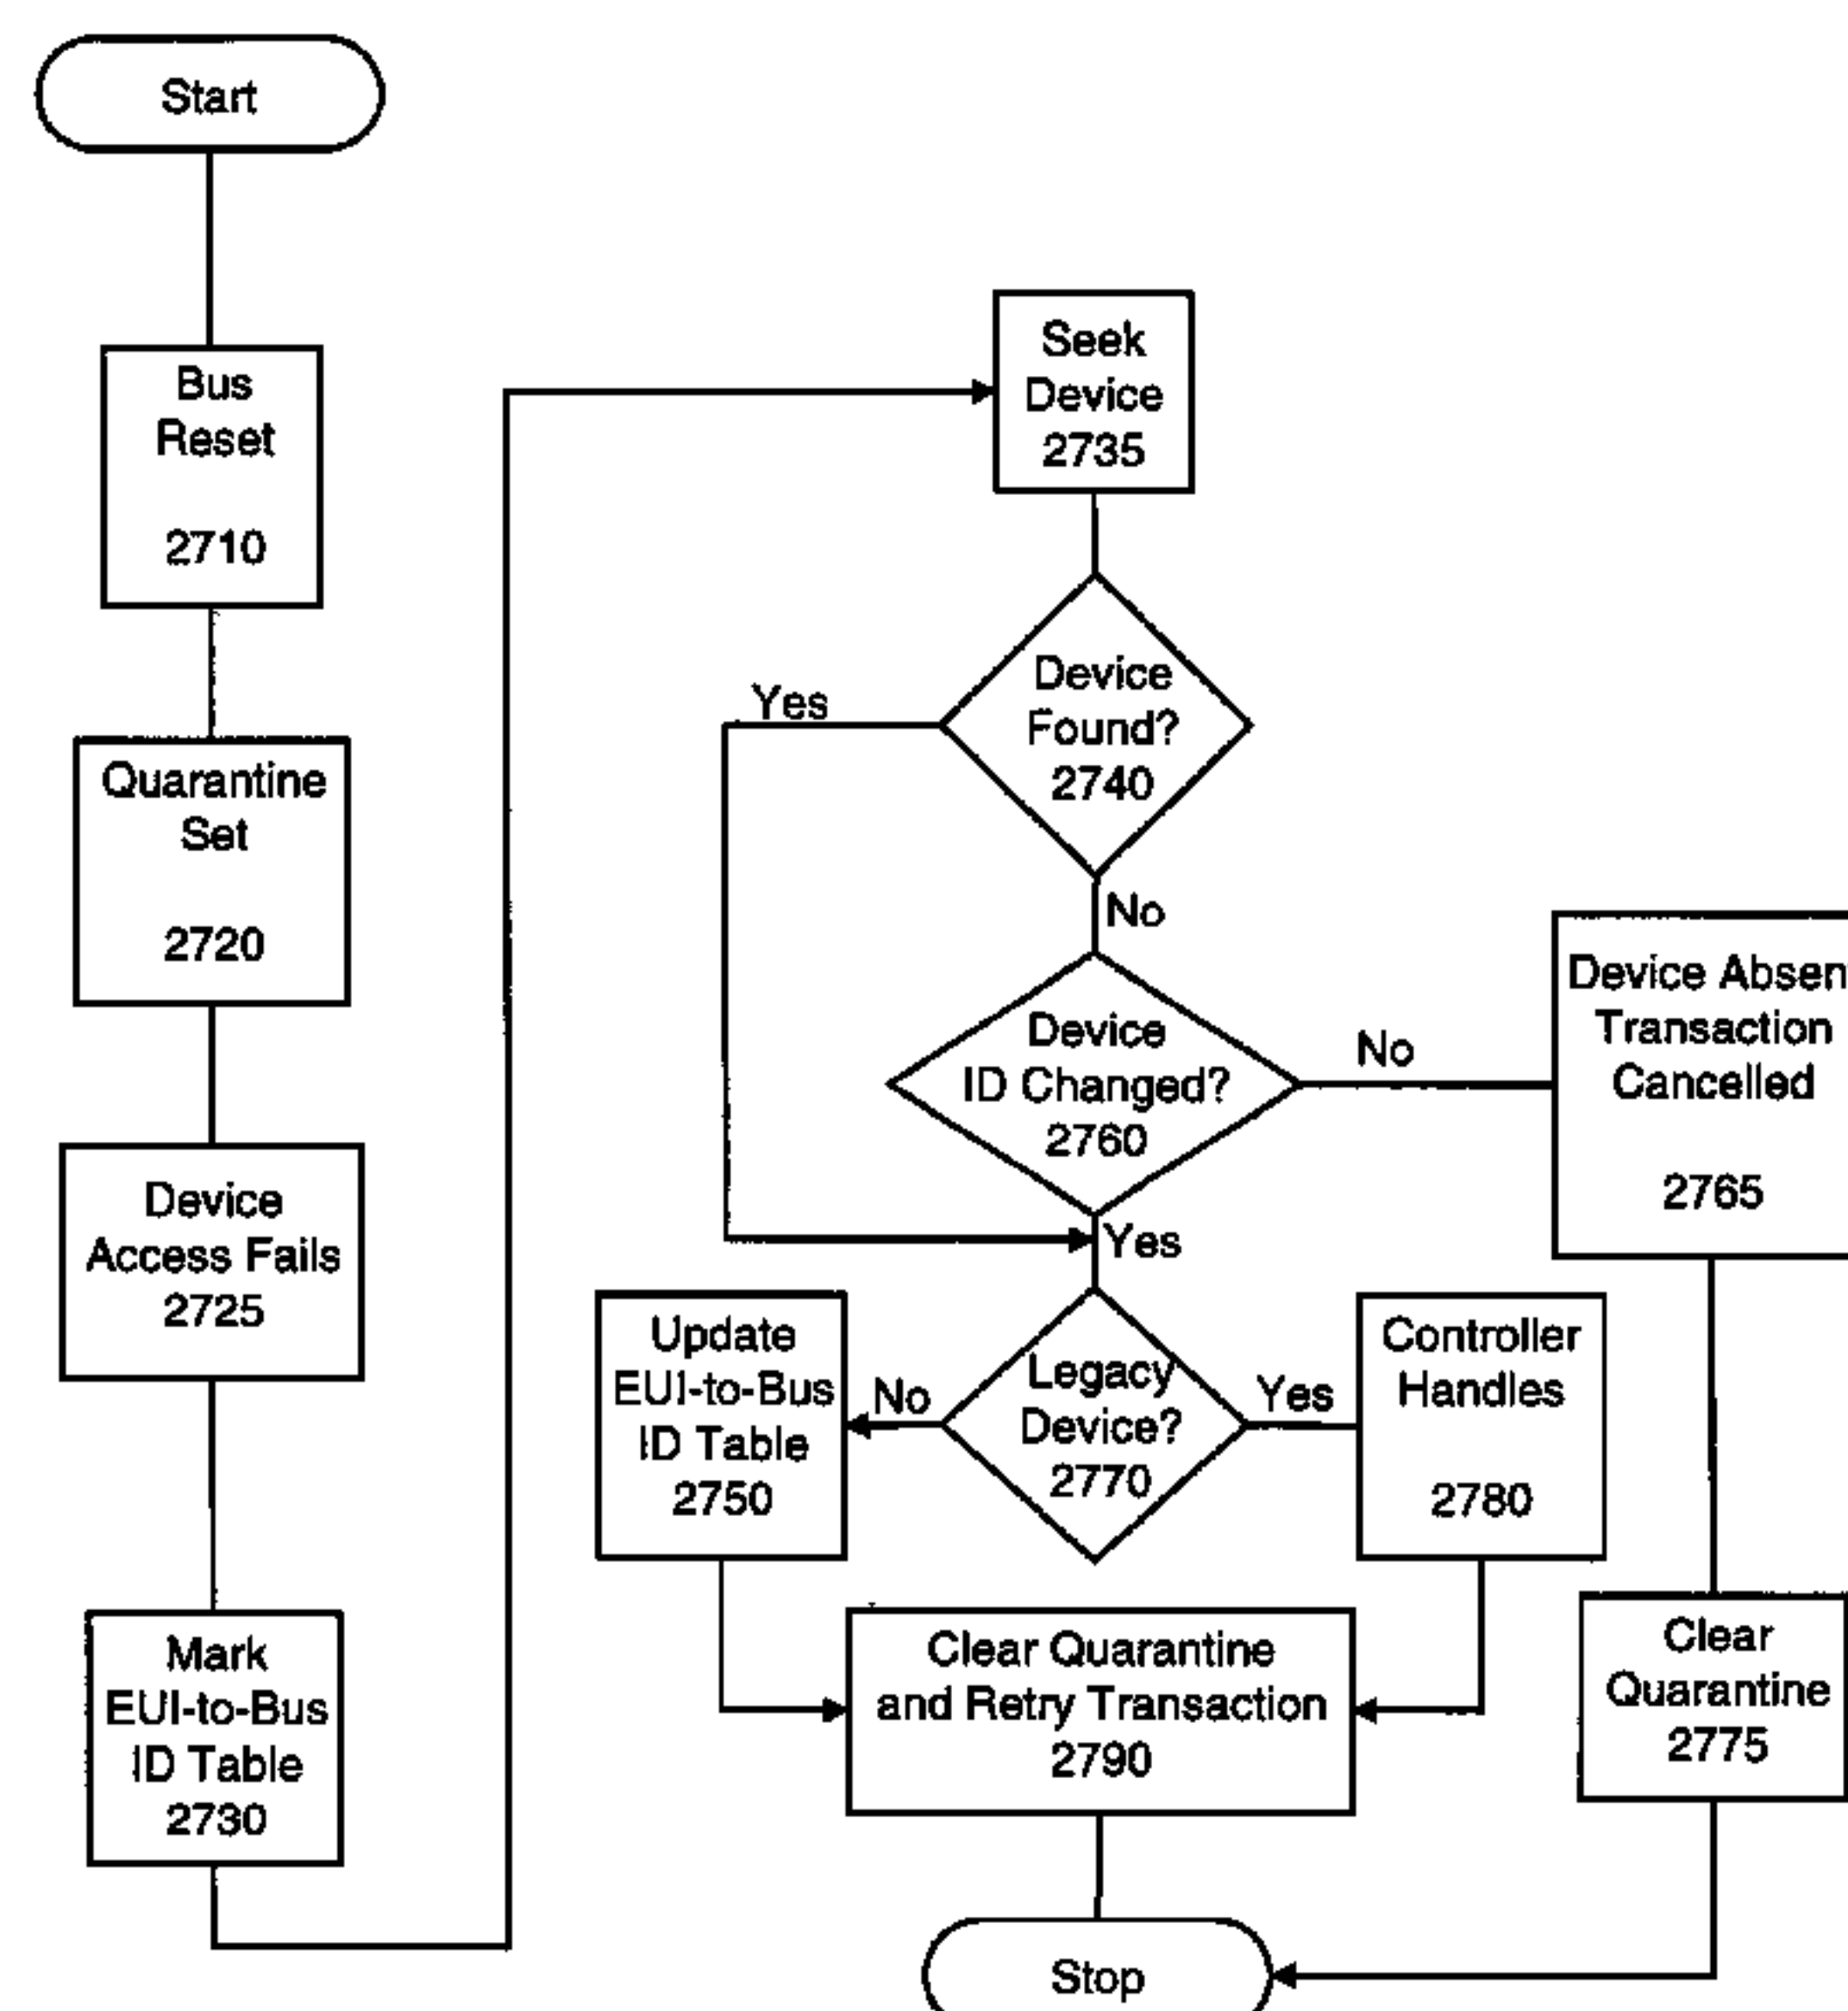 Start
Bus
Reset
2710
Quarantine
Set
2720
Device
Access Fails
2725
Mark
EUI-to-Bus
ID Table
2730
Seek
Device
2735
Device
Found?
2740
Yes
No
Device
ID Changed?
2760
No
Yes
Device Absen
Transaction
Cancelled
2765
Legacy
Device?
2770
No
Yes
Update
EUI-to-Bus
ID Table
2750
Controller
Handles
2780
Clear Quarantine
and Retry Transaction
2790
Clear
Quarantine
2775
Stop